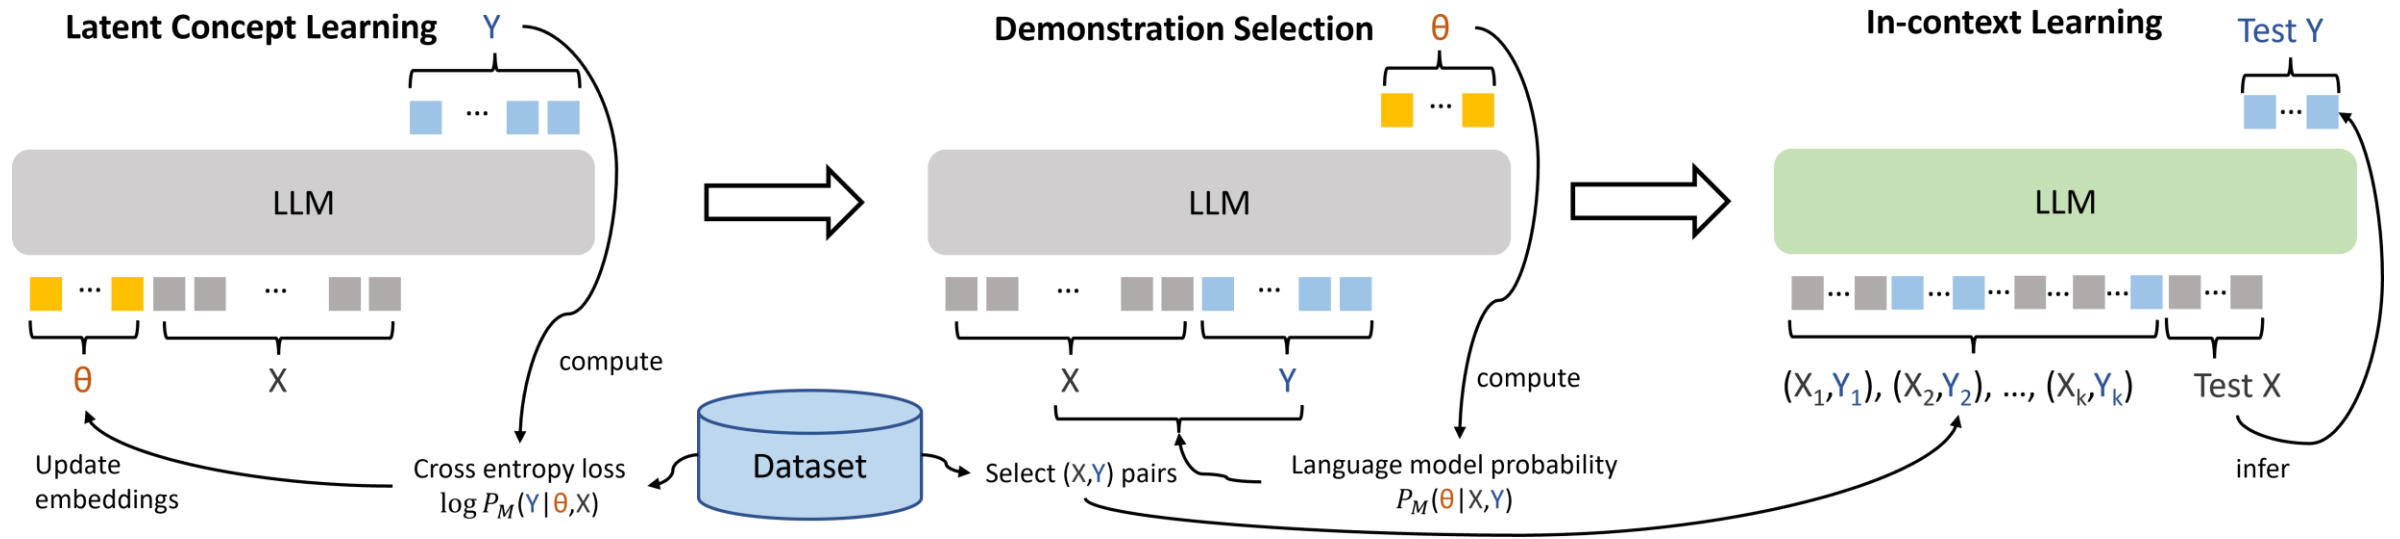 Latent Concept Learning
Y
...
LLM
...
...
θ
X
compute
Update
embeddings
Cross entropy loss
log P_M(Y|θ,X)
Dataset
Demonstration Selection
θ
...
LLM
...
...
X
Y
compute
Select (X,Y) pairs
Language model probability
P_M(θ|X,Y)
In-context Learning
Test Y
...
LLM
... ... ... ... ... ...
(X₁,Y₁), (X₂,Y₂), ..., (Xₖ,Yₖ)
Test X
infer